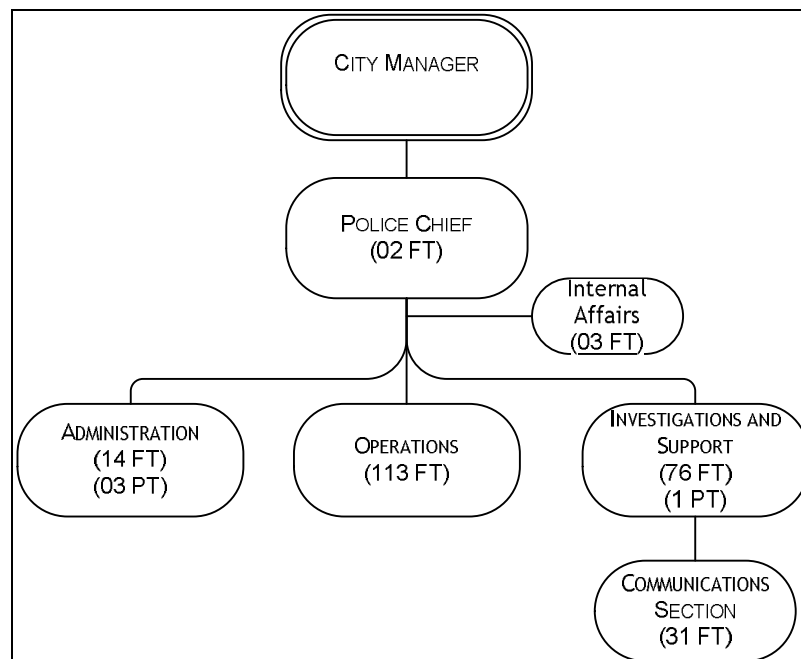 CITY MANAGER
POLICE CHIEF
(02 FT)
Internal
Affairs
(03 FT)
ADMINISTRATION
(14 FT)
(03 PT)
OPERATIONS
(113 FT)
INVESTIGATIONS AND
SUPPORT
(76 FT)
(1 PT)
COMMUNICATIONS
SECTION
(31 FT)